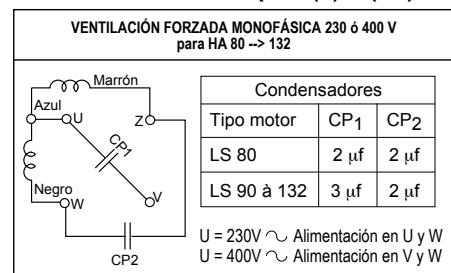 VENTILACIÓN FORZADA MONOFÁSICA 230 ó 400 V
para HA 80 --> 132
Marrón
Azul
U
Z
CP1
Negro
W
V
CP2
Condensadores
Tipo motor CP1 CP2
LS 80 2 µf 2 µf
LS 90 à 132 3 µf 2 µf
U = 230V ~ Alimentación en U y W
U = 400V ~ Alimentación en V y W